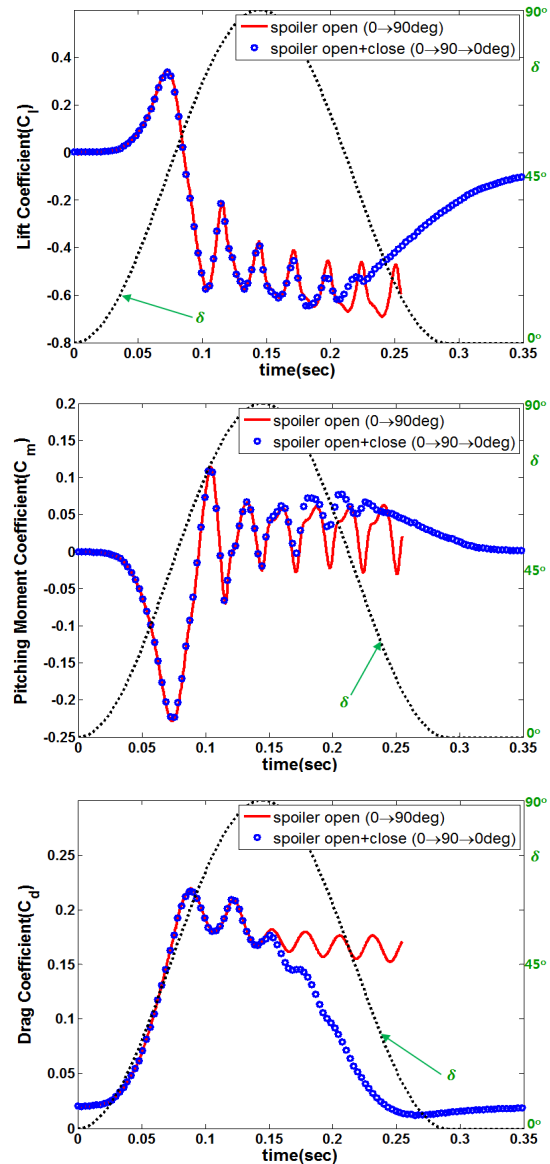 spoiler open (0→90deg)
spoiler open+close (0→90→0deg)
Lift Coefficient(C_l)
0.6
0.4
0.2
0
-0.2
-0.4
-0.6
-0.8
0 0.05 0.1 0.15 0.2 0.25 0.3 0.35
time(sec)
90°
δ
45°
0°
δ
spoiler open (0→90deg)
spoiler open+close (0→90→0deg)
Pitching Moment Coefficient(C_m)
0.2
0.15
0.1
0.05
0
-0.05
-0.1
-0.15
-0.2
-0.25
0 0.05 0.1 0.15 0.2 0.25 0.3 0.35
time(sec)
90°
δ
45°
0°
δ
spoiler open (0→90deg)
spoiler open+close (0→90→0deg)
Drag Coefficient(C_d)
0.25
0.2
0.15
0.1
0.05
0
0 0.05 0.1 0.15 0.2 0.25 0.3 0.35
time(sec)
90°
δ
45°
0°
δ